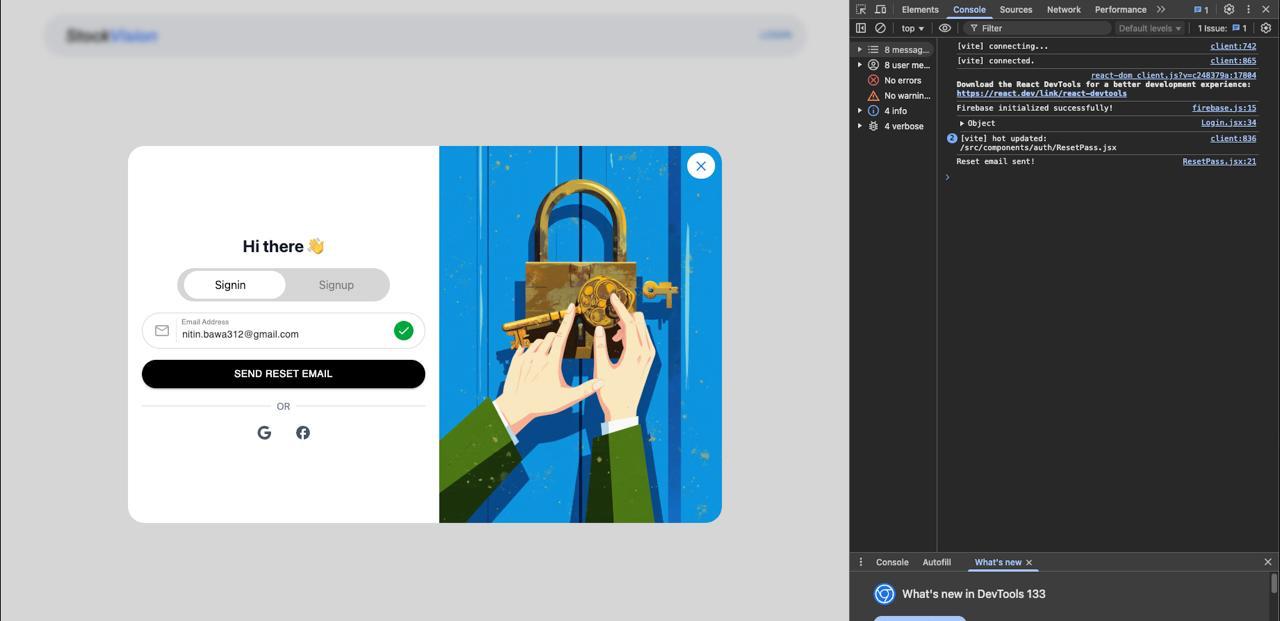 StockVision
LOGIN
Hi there 👋
Signin
Signup
Email Address
nitin.bawa312@gmail.com
SEND RESET EMAIL
OR
Elements
Console
Sources
Network
Performance
1
top
Filter
Default levels
1 Issue:
1
8 messag...
8 user me...
No errors
No warnin...
4 info
4 verbose
[vite] connecting...
client:742
[vite] connected.
client:865
react-dom_client.js?v=c248379a:17804
Download the React DevTools for a better development experience:
https://react.dev/link/react-devtools
Firebase initialized successfully!
firebase.js:15
Object
Login.jsx:34
2
[vite] hot updated:
client:836
/src/components/auth/ResetPass.jsx
Reset email sent!
ResetPass.jsx:21
Console
Autofill
What's new
What's new in DevTools 133